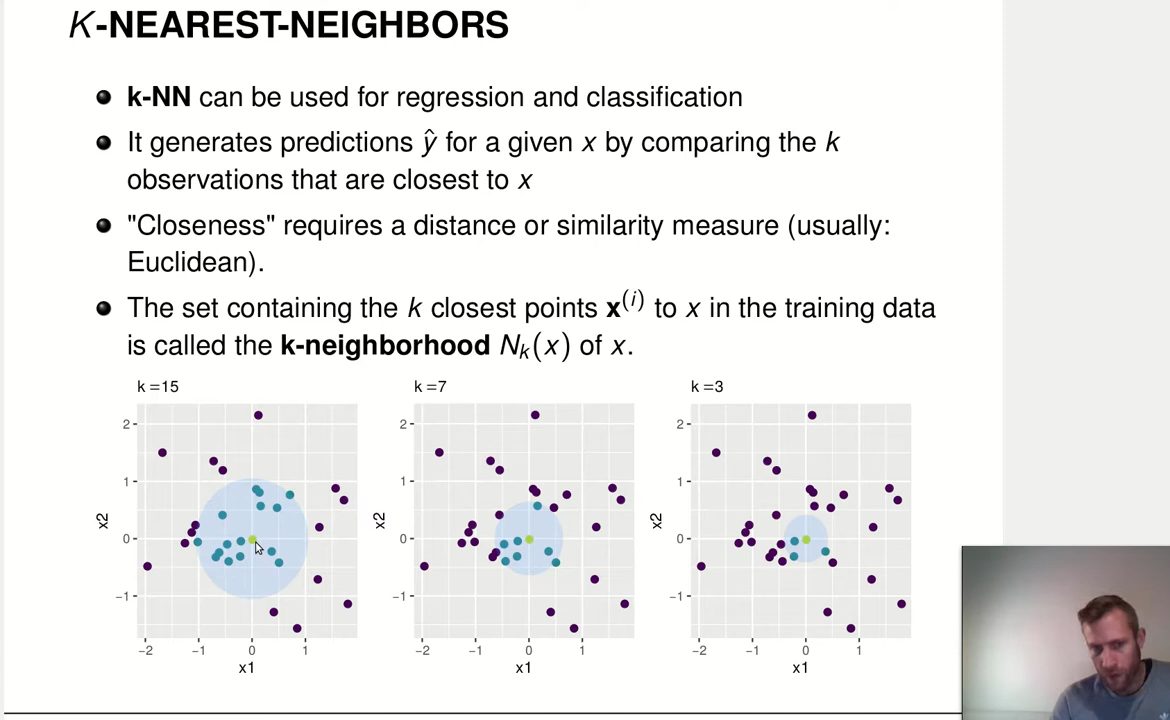 K-NEAREST-NEIGHBORS
k-NN can be used for regression and classification
It generates predictions ŷ for a given x by comparing the k
observations that are closest to x
"Closeness" requires a distance or similarity measure (usually:
Euclidean).
The set containing the k closest points x⁽ⁱ⁾ to x in the training data
is called the k-neighborhood Nₖ(x) of x.
k =15
k =7
k =3
2
1
0
−1
x2
−2 −1 0 1
x1
2
1
0
−1
x2
−2 −1 0 1
x1
2
1
0
−1
x2
−2 −1 0 1
x1